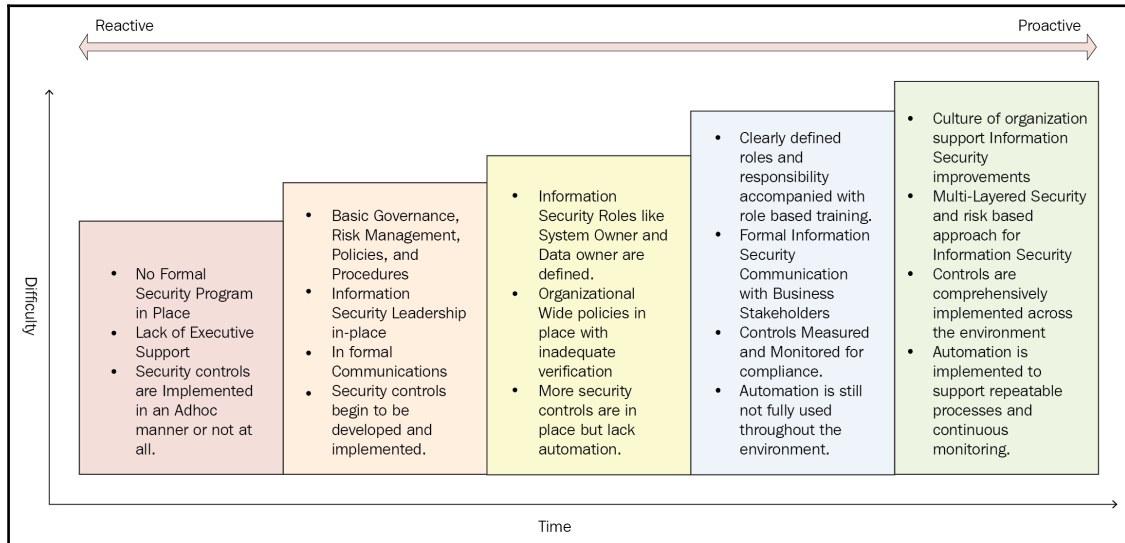 Reactive
Proactive
• No Formal
Security Program
in Place
• Lack of Executive
Support
• Security controls
are Implemented
in an Adhoc
manner or not at
all.
• Basic Governance,
Risk Management,
Policies, and
Procedures
• Information
Security Leadership
in-place
• In formal
Communications
• Security controls
begin to be
developed and
implemented.
• Information
Security Roles like
System Owner and
Data owner are
defined.
• Organizational
Wide policies in
place with
inadequate
verification
• More security
controls are in
place but lack
automation.
• Clearly defined
roles and
responsibility
accompanied with
role based training.
• Formal Information
Security
Communication
with Business
Stakeholders
• Controls Measured
and Monitored for
compliance.
• Automation is still
not fully used
throughout the
environment.
• Culture of organization
support Information
Security
improvements
• Multi-Layered Security
and risk based
approach for
Information Security
• Controls are
comprehensively
implemented across
the environment
• Automation is
implemented to
support repeatable
processes and
continuous
monitoring.
Difficulty
Time